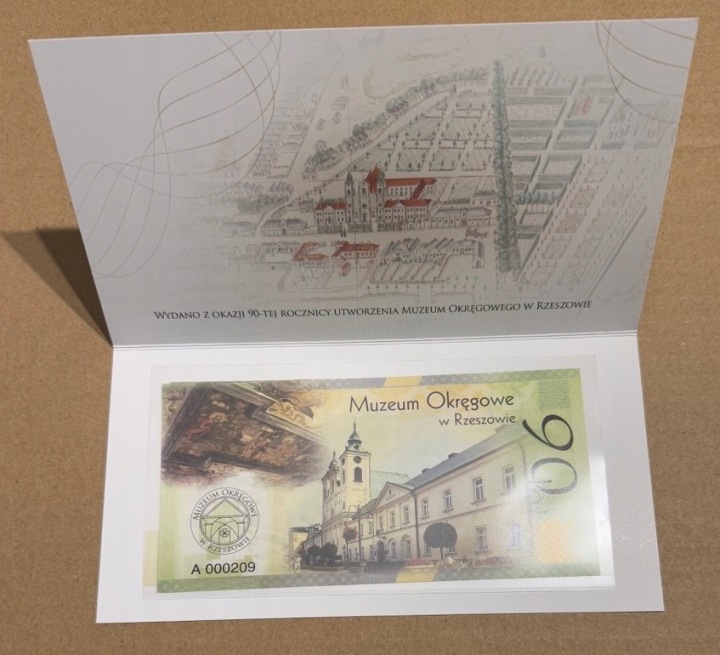 Wydano z okazji 90-tej rocznicy utworzenia Muzeum Okręgowego w Rzeszowie
Muzeum Okręgowe
w Rzeszowie
90
MUZEUM OKRĘGOWE
W RZESZOWIE
A 000209